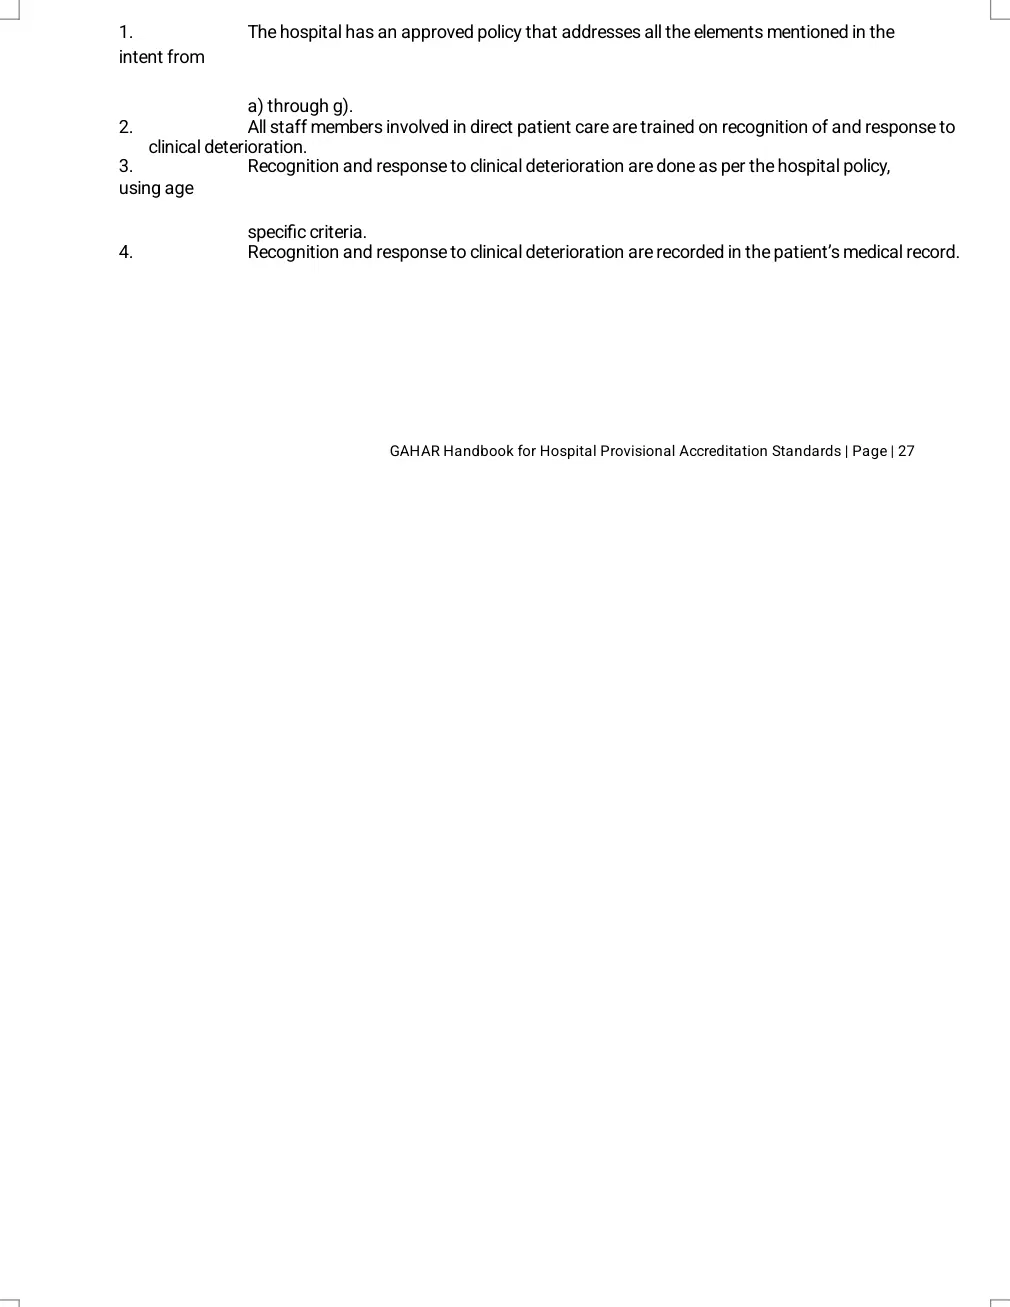 1. The hospital has an approved policy that addresses all the elements mentioned in the
intent from
a) through g).
2. All staff members involved in direct patient care are trained on recognition of and response to
clinical deterioration.
3. Recognition and response to clinical deterioration are done as per the hospital policy,
using age
specific criteria.
4. Recognition and response to clinical deterioration are recorded in the patient’s medical record.
GAHAR Handbook for Hospital Provisional Accreditation Standards | Page | 27